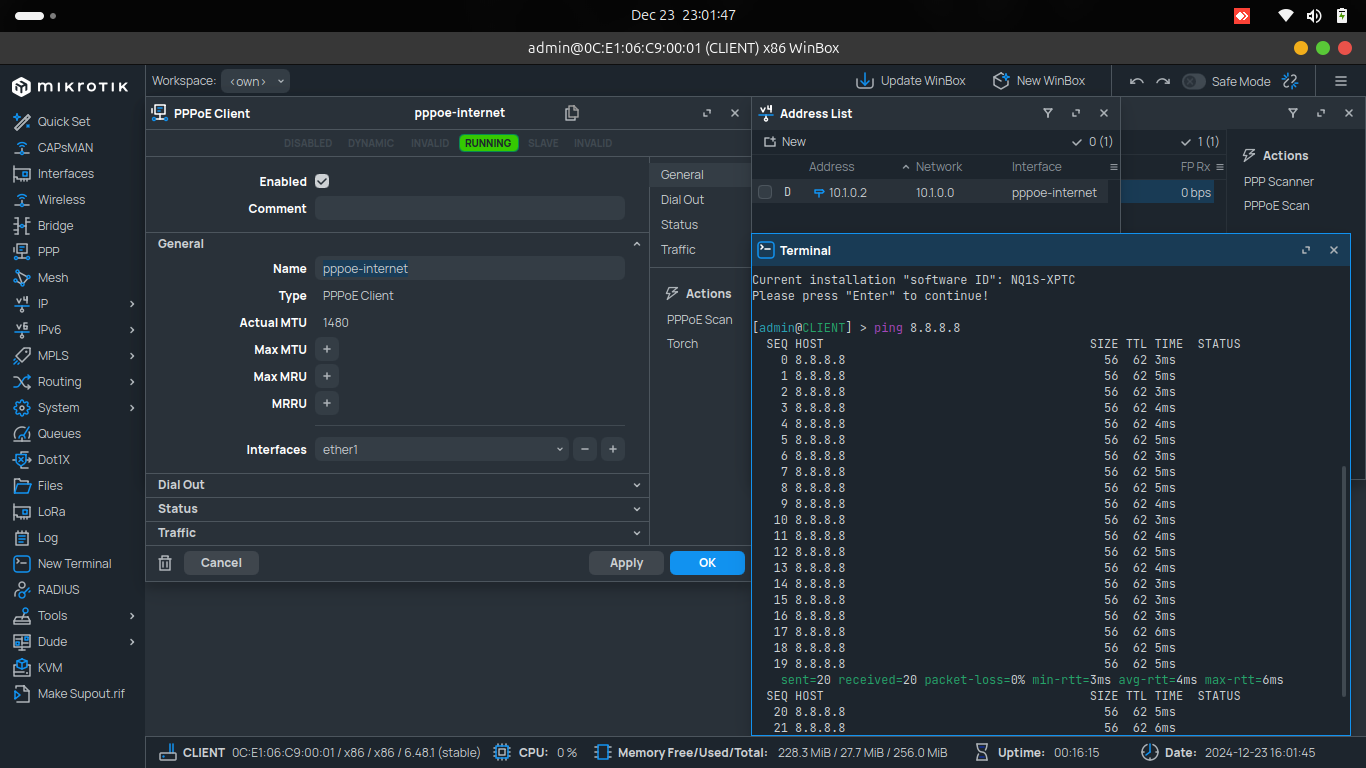 Dec 23 23:01:47
admin@0C:E1:06:C9:00:01 (CLIENT) x86 WinBox
mikrotik
Workspace: <own>
Update WinBox
New WinBox
Safe Mode
Quick Set
CAPsMAN
Interfaces
Wireless
Bridge
PPP
Mesh
IP
IPv6
MPLS
Routing
System
Queues
Dot1X
Files
LoRa
Log
New Terminal
RADIUS
Tools
Dude
KVM
Make Supout.rif
PPPoE Client pppoe-internet
DISABLED DYNAMIC INVALID RUNNING SLAVE INVALID
Enabled
Comment
General
Name pppoe-internet
Type PPPoE Client
Actual MTU 1480
Max MTU +
Max MRU +
MRRU +
Interfaces ether1 − +
Dial Out
Status
Traffic
Cancel Apply OK
General
Dial Out
Status
Traffic
Actions
PPPoE Scan
Torch
Address List
New 0 (1)
Address Network Interface
D 10.1.0.2 10.1.0.0 pppoe-internet
1 (1)
FP Rx
0 bps
Actions
PPP Scanner
PPPoE Scan
Terminal
Current installation "software ID": NQ1S-XPTC
Please press "Enter" to continue!
[admin@CLIENT] > ping 8.8.8.8
SEQ HOST SIZE TTL TIME STATUS
0 8.8.8.8 56 62 3ms
1 8.8.8.8 56 62 5ms
2 8.8.8.8 56 62 3ms
3 8.8.8.8 56 62 4ms
4 8.8.8.8 56 62 4ms
5 8.8.8.8 56 62 5ms
6 8.8.8.8 56 62 3ms
7 8.8.8.8 56 62 5ms
8 8.8.8.8 56 62 5ms
9 8.8.8.8 56 62 4ms
10 8.8.8.8 56 62 3ms
11 8.8.8.8 56 62 4ms
12 8.8.8.8 56 62 5ms
13 8.8.8.8 56 62 4ms
14 8.8.8.8 56 62 3ms
15 8.8.8.8 56 62 3ms
16 8.8.8.8 56 62 3ms
17 8.8.8.8 56 62 6ms
18 8.8.8.8 56 62 5ms
19 8.8.8.8 56 62 5ms
sent=20 received=20 packet-loss=0% min-rtt=3ms avg-rtt=4ms max-rtt=6ms
SEQ HOST SIZE TTL TIME STATUS
20 8.8.8.8 56 62 5ms
21 8.8.8.8 56 62 6ms
CLIENT 0C:E1:06:C9:00:01 / x86 / x86 / 6.48.1 (stable) CPU: 0 % Memory Free/Used/Total: 228.3 MiB / 27.7 MiB / 256.0 MiB Uptime: 00:16:15 Date: 2024-12-23 16:01:45